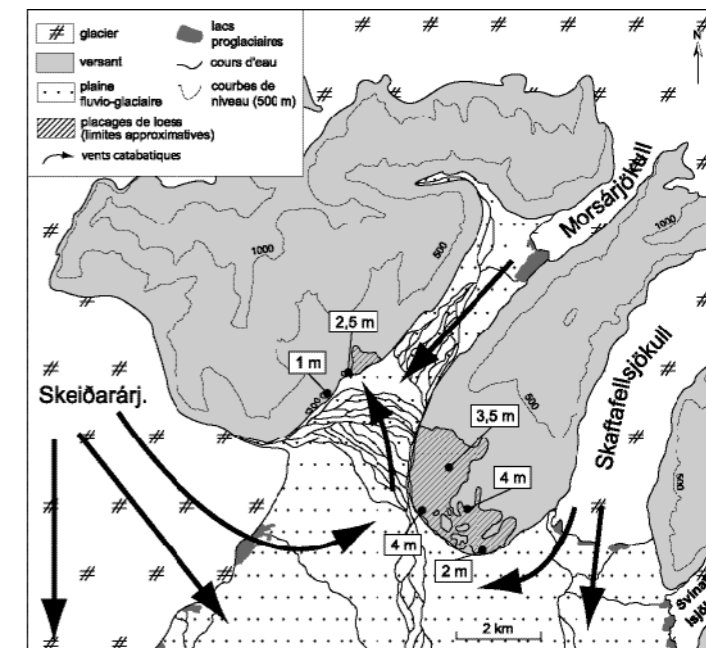 glacier
versant
plaine
fluvio-glaciaire
placages de loess
(limites approximatives)
vents catabatiques
lacs
proglaciaires
cours d'eau
courbes de
niveau (500 m)
N
Morsárjökull
1000
1000
500
2,5 m
1 m
200
Skeiðarárj.
500
Skaftafellsjökull
3,5 m
4 m
500
4 m
2 m
2 km